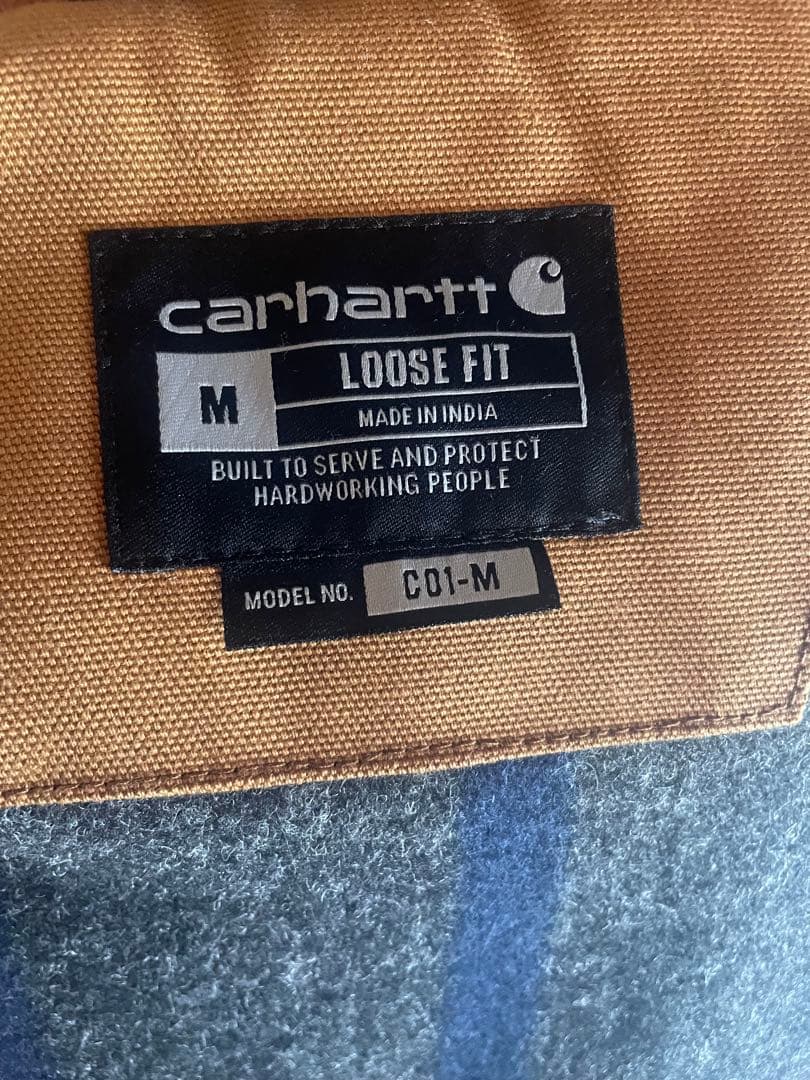 carhartt
M
LOOSE FIT
MADE IN INDIA
BUILT TO SERVE AND PROTECT
HARDWORKING PEOPLE
MODEL NO. C01-M